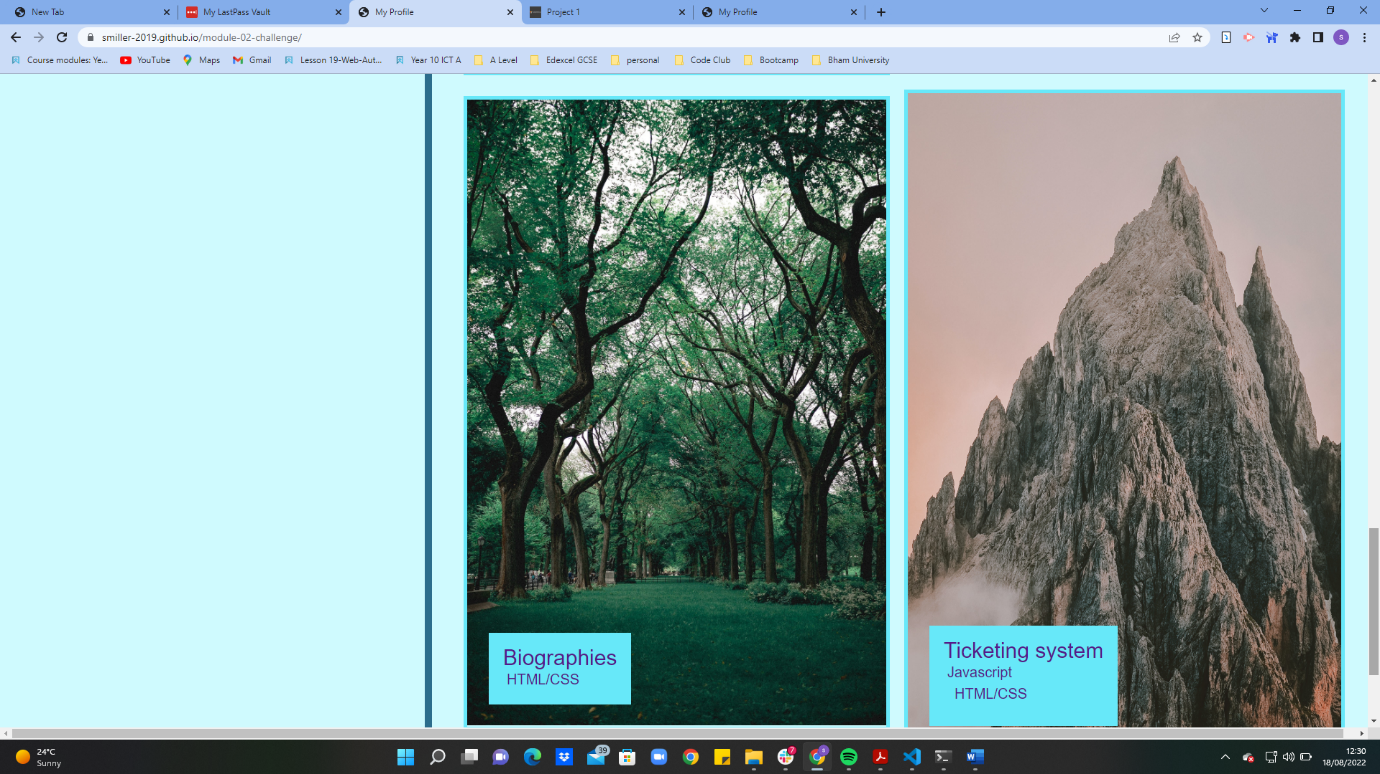 New Tab
My LastPass Vault
My Profile
Project 1
My Profile
smiller-2019.github.io/module-02-challenge/
S
Course modules: Ye...
YouTube
Maps
Gmail
Lesson 19-Web-Aut...
Year 10 ICT A
A Level
Edexcel GCSE
personal
Code Club
Bootcamp
Bham University
Biographies
HTML/CSS
Ticketing system
Javascript
HTML/CSS
24°C
Sunny
39
7
12:30
18/08/2022